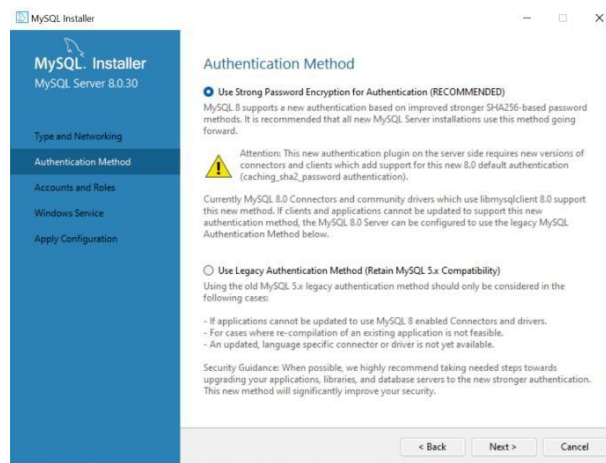 MySQL Installer
MySQL. Installer
MySQL Server 8.0.30
Type and Networking
Authentication Method
Accounts and Roles
Windows Service
Apply Configuration
Authentication Method
Use Strong Password Encryption for Authentication (RECOMMENDED)
MySQL 8 supports a new authentication based on improved stronger SHA256-based password
methods. It is recommended that all new MySQL Server installations use this method going
forward.
Attention: This new authentication plugin on the server side requires new versions of
connectors and clients which add support for this new 8.0 default authentication
(caching_sha2_password authentication).
Currently MySQL 8.0 Connectors and community drivers which use libmysqlclient 8.0 support
this new method. If clients and applications cannot be updated to support this new
authentication method, the MySQL 8.0 Server can be configured to use the legacy MySQL
Authentication Method below.
Use Legacy Authentication Method (Retain MySQL 5.x Compatibility)
Using the old MySQL 5.x legacy authentication method should only be considered in the
following cases:
- If applications cannot be updated to use MySQL 8 enabled Connectors and drivers.
- For cases where re-compilation of an existing application is not feasible.
- An updated, language specific connector or driver is not yet available.
Security Guidance: When possible, we highly recommend taking needed steps towards
upgrading your applications, libraries, and database servers to the new stronger authentication.
This new method will significantly improve your security.
< Back
Next >
Cancel